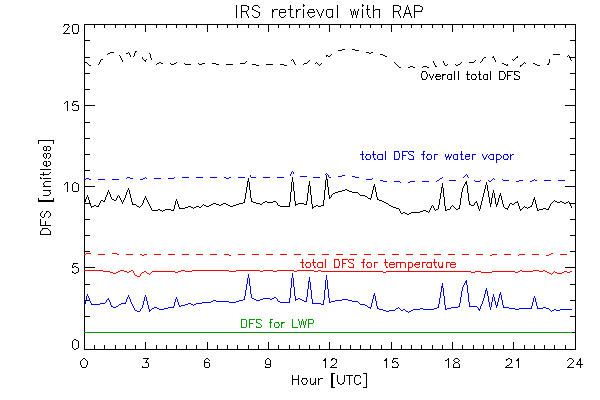 IRS retrieval with RAP
20
Overall total DFS
15
total DFS for water vapor
DFS [unitless]
10
total DFS for temperature
5
DFS for LWP
0
0 3 6 9 12 15 18 21 24
Hour [UTC]